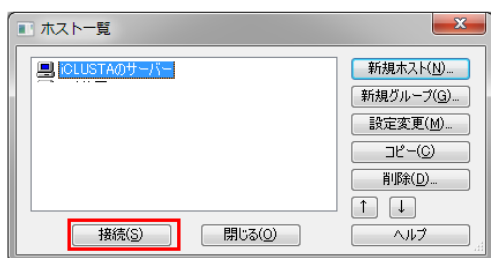 ホスト一覧
iCLUSTAのサーバー
新規ホスト(N)...
新規グループ(G)...
設定変更(M)...
コピー(C)
削除(D)...
↑ ↓
接続(S) 閉じる(O) ヘルプ